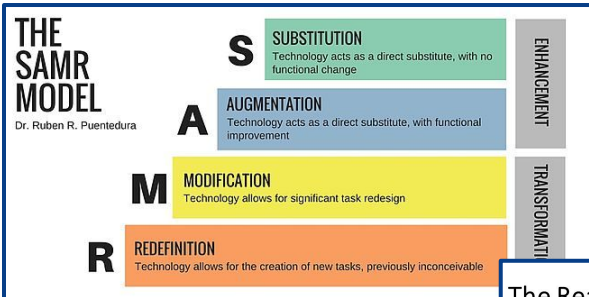 THE
SAMR
MODEL
Dr. Ruben R. Puentedura
S
SUBSTITUTION
Technology acts as a direct substitute, with no
functional change
A
AUGMENTATION
Technology acts as a direct substitute, with functional
improvement
M
MODIFICATION
Technology allows for significant task redesign
R
REDEFINITION
Technology allows for the creation of new tasks, previously inconceivable
ENHANCEMENT
The